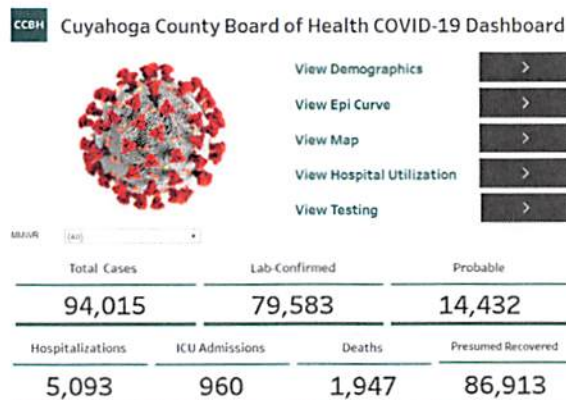 CCBH Cuyahoga County Board of Health COVID-19 Dashboard
View Demographics >
View Epi Curve >
View Map >
View Hospital Utilization >
View Testing >
MMWR (All)
Total Cases Lab-Confirmed Probable
94,015 79,583 14,432
Hospitalizations ICU Admissions Deaths Presumed Recovered
5,093 960 1,947 86,913